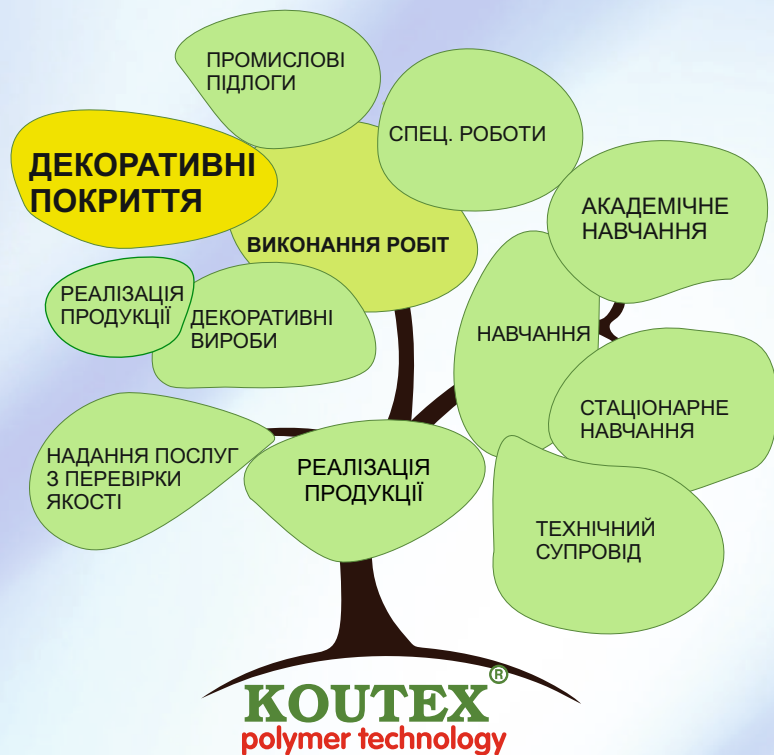 ПРОМИСЛОВІ
ПІДЛОГИ
СПЕЦ. РОБОТИ
ДЕКОРАТИВНІ
ПОКРИТТЯ
АКАДЕМІЧНЕ
НАВЧАННЯ
ВИКОНАННЯ РОБІТ
РЕАЛІЗАЦІЯ
ПРОДУКЦІЇ
ДЕКОРАТИВНІ
ВИРОБИ
НАВЧАННЯ
СТАЦІОНАРНЕ
НАВЧАННЯ
НАДАННЯ ПОСЛУГ
З ПЕРЕВІРКИ
ЯКОСТІ
РЕАЛІЗАЦІЯ
ПРОДУКЦІЇ
ТЕХНІЧНИЙ
СУПРОВІД
KOUTEX®
polymer technology